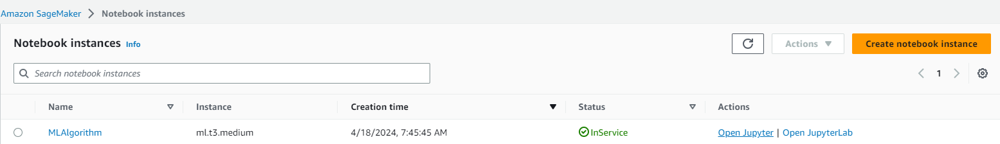 Amazon SageMaker > Notebook instances
Notebook instances Info
Actions
Create notebook instance
Search notebook instances
1
Name Instance Creation time Status Actions
MLAlgorithm ml.t3.medium 4/18/2024, 7:45:45 AM InService Open Jupyter | Open JupyterLab